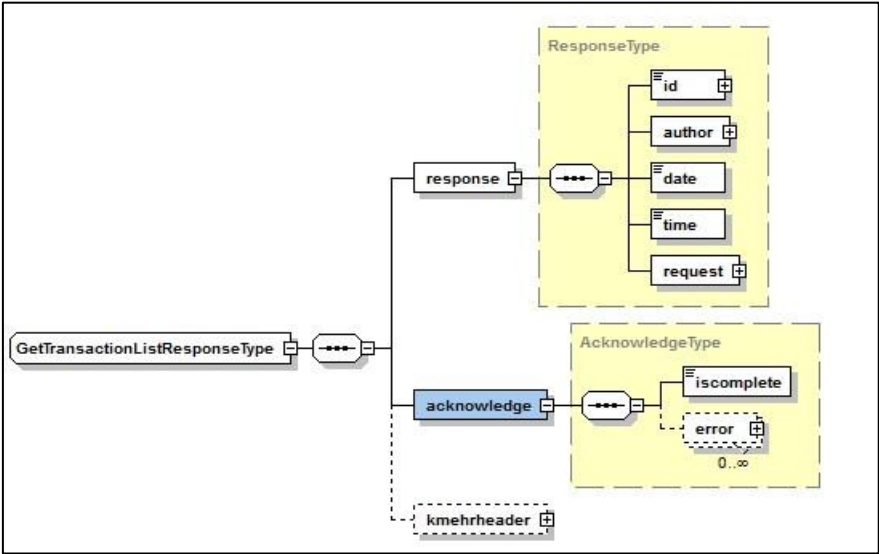 ResponseType
id
author
response
date
time
request
GetTransactionListResponseType
AcknowledgeType
iscomplete
acknowledge
error
0..∞
kmehrheader